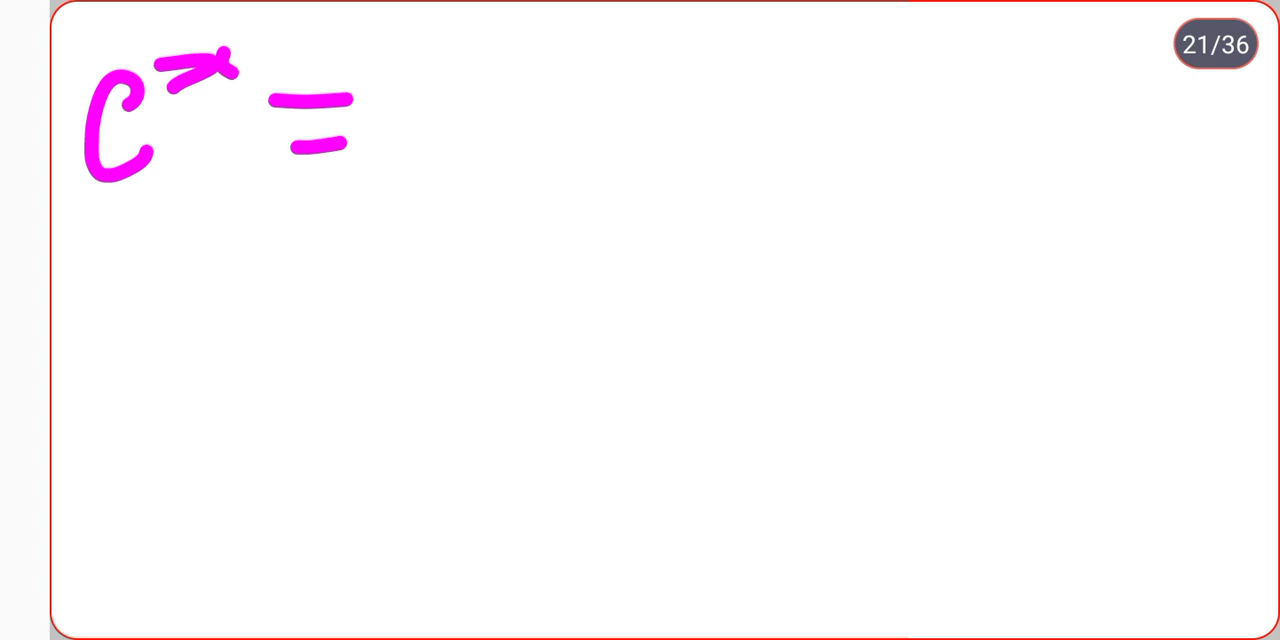 21/36
C^x =